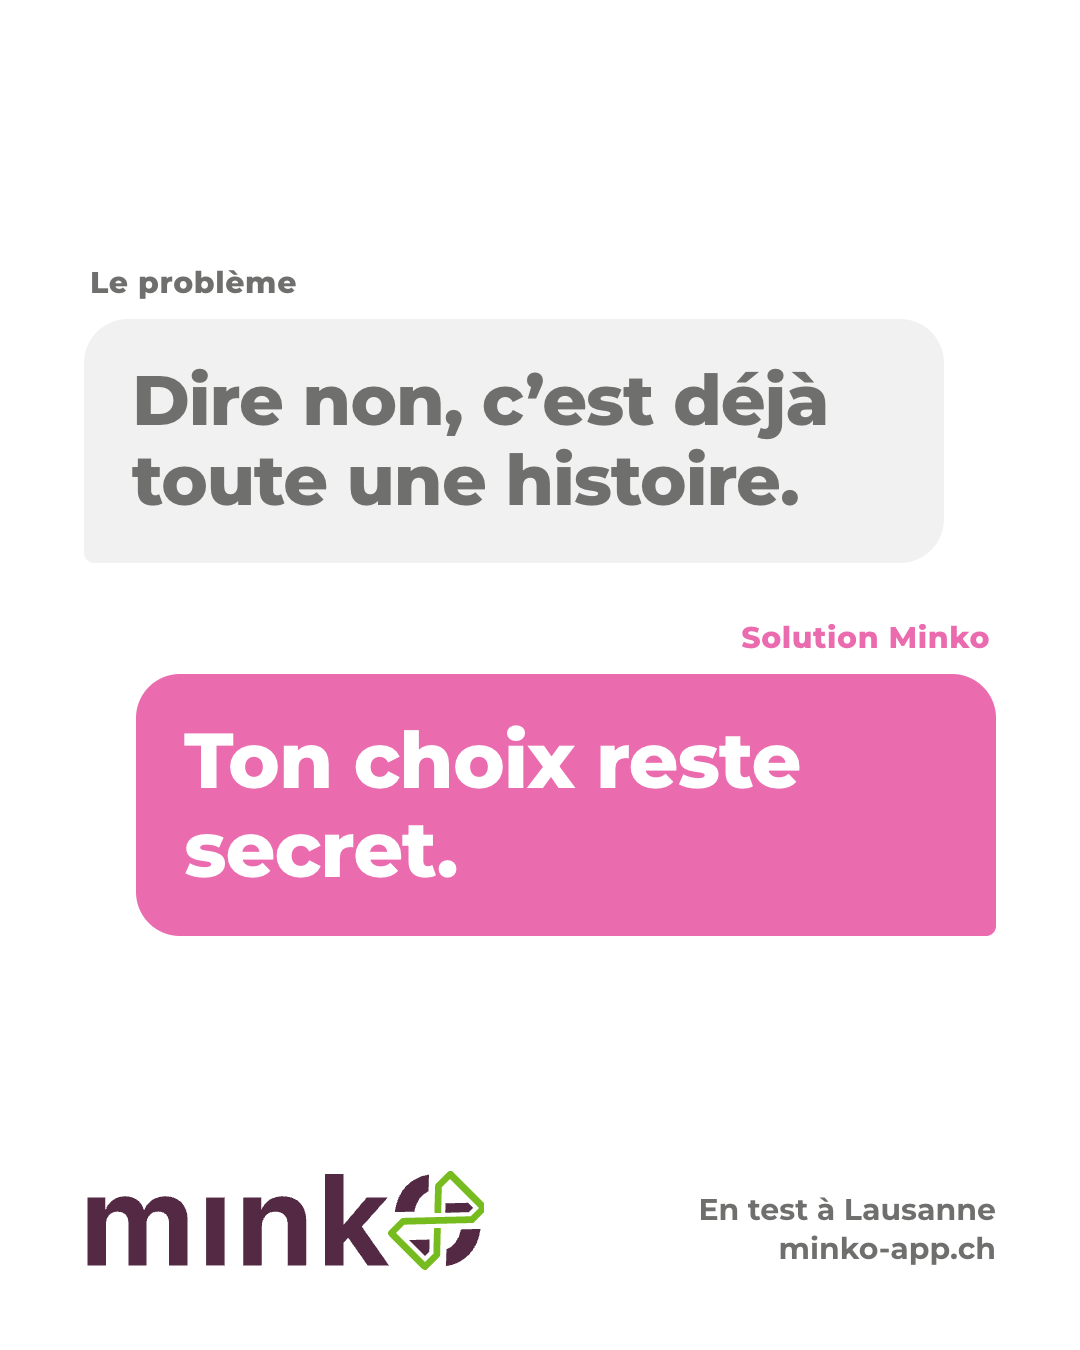 Le problème
Dire non, c’est déjà
toute une histoire.
Solution Minko
Ton choix reste
secret.
minko
En test à Lausanne
minko-app.ch